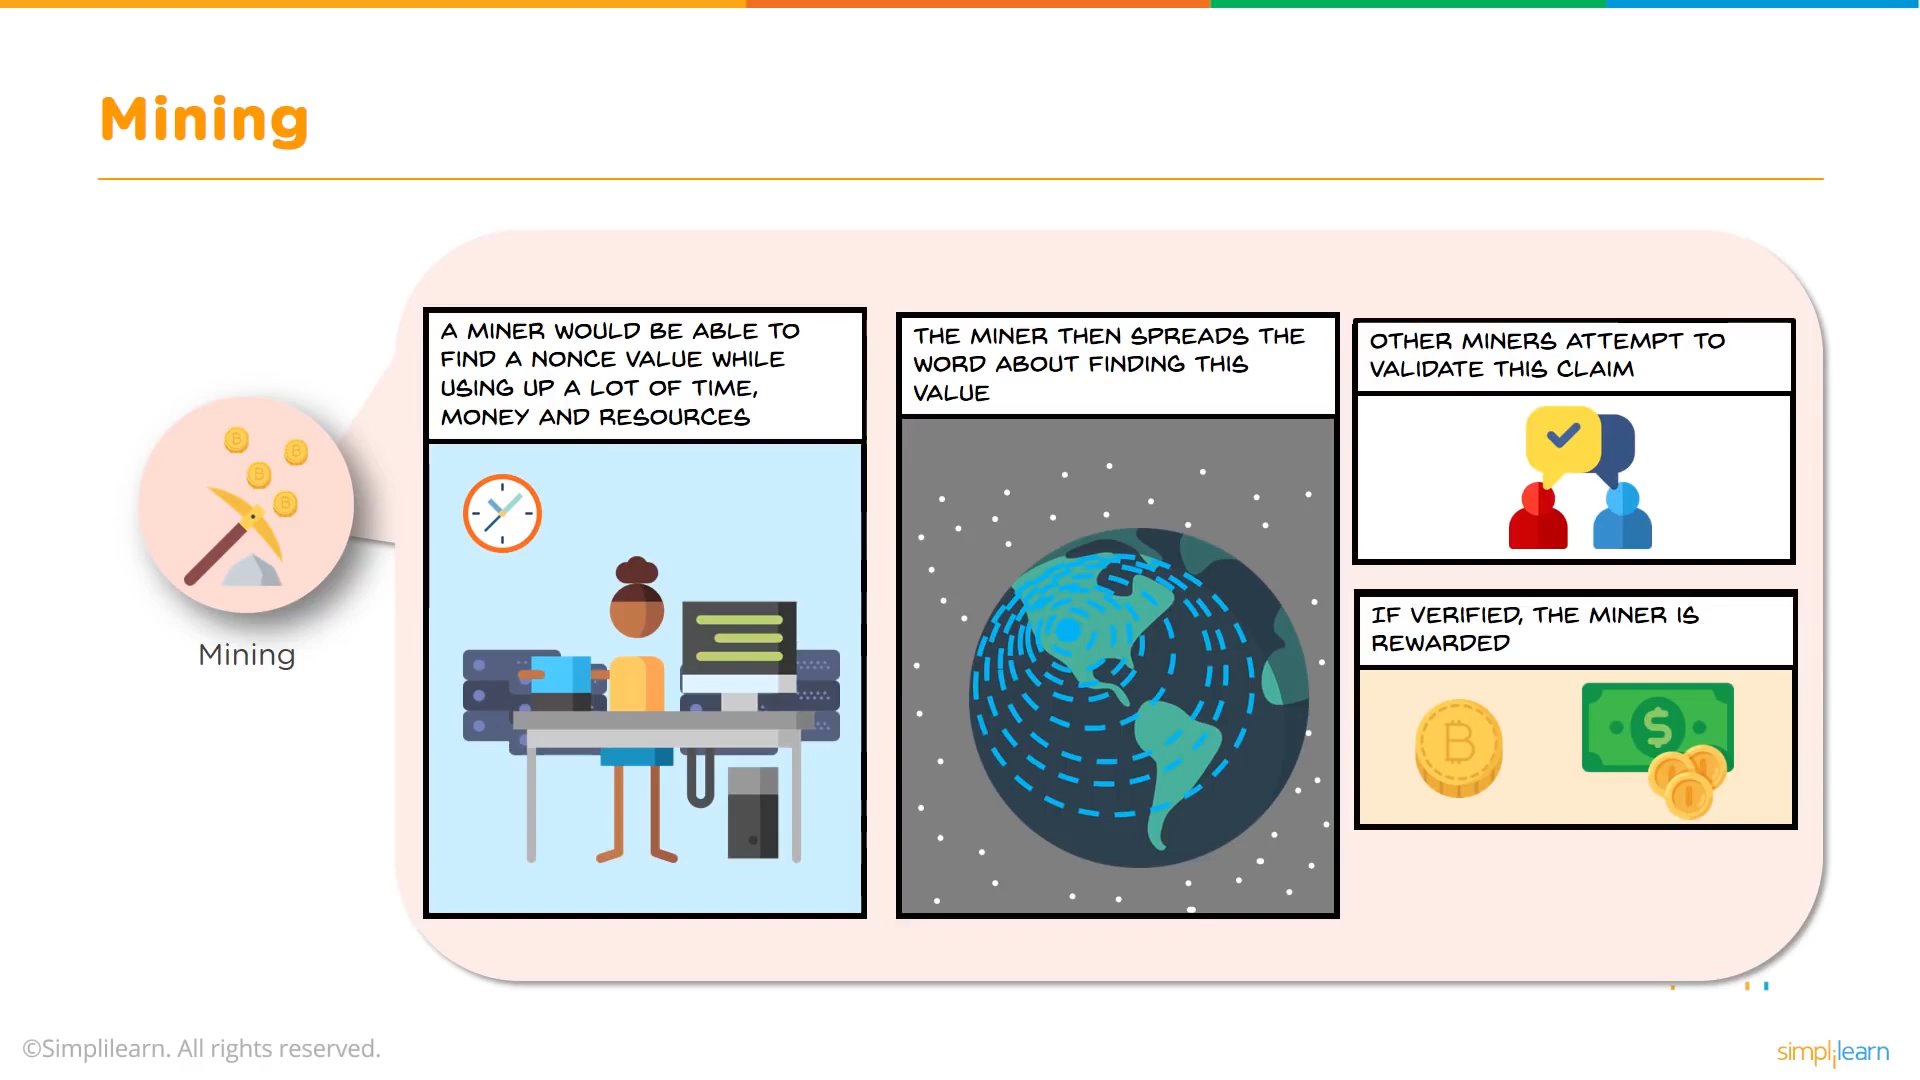 Mining
A MINER WOULD BE ABLE TO
FIND A NONCE VALUE WHILE
USING UP A LOT OF TIME,
MONEY AND RESOURCES
THE MINER THEN SPREADS THE
WORD ABOUT FINDING THIS
VALUE
OTHER MINERS ATTEMPT TO
VALIDATE THIS CLAIM
IF VERIFIED, THE MINER IS
REWARDED
Mining
©Simplilearn. All rights reserved.
simplilearn